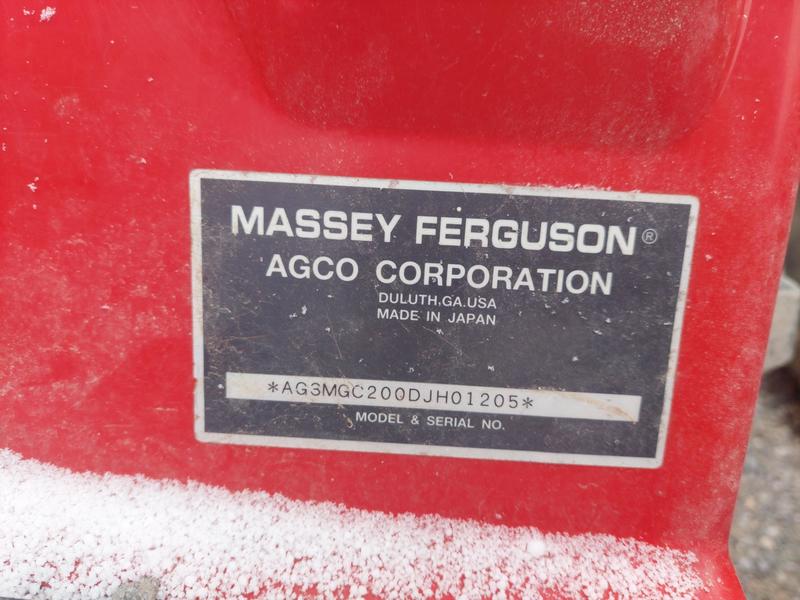 MASSEY FERGUSON®
AGCO CORPORATION
DULUTH,GA.USA
MADE IN JAPAN
*AG3MGC200DJH01205*
MODEL & SERIAL NO.